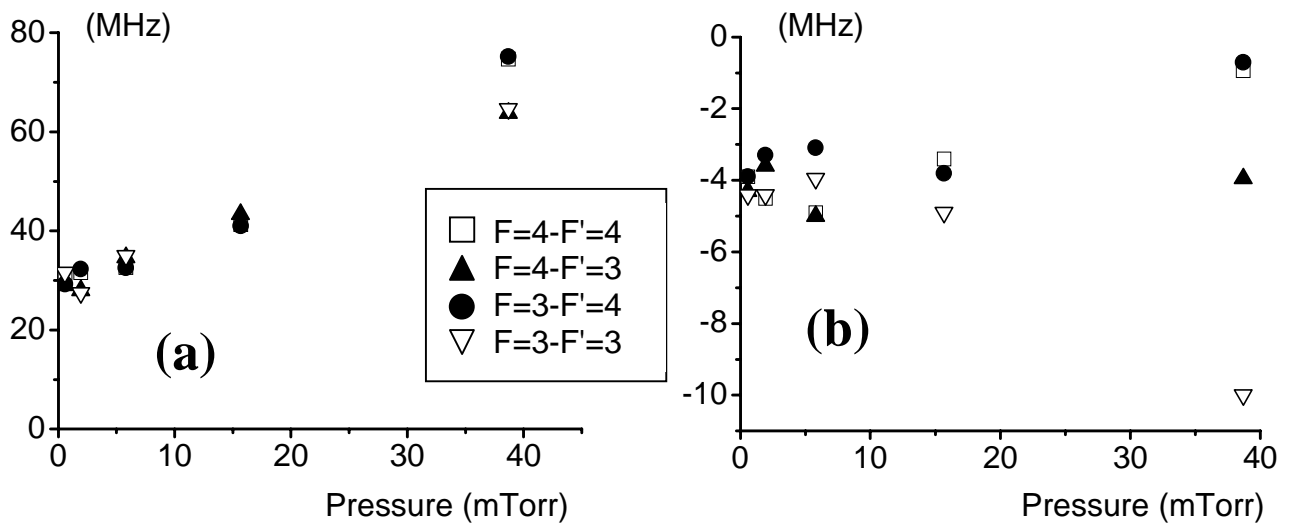 (MHz)
80
60
40
20
0
0 10 20 30 40
Pressure (mTorr)
(a)
F=4-F'=4
F=4-F'=3
F=3-F'=4
F=3-F'=3
(MHz)
0
-2
-4
-6
-8
-10
0 10 20 30 40
Pressure (mTorr)
(b)